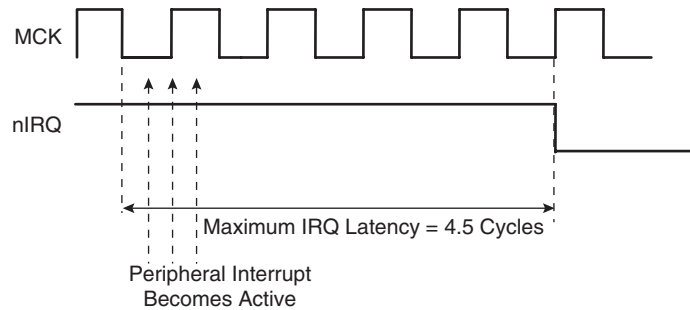 MCK
nIRQ
Maximum IRQ Latency = 4.5 Cycles
Peripheral Interrupt
Becomes Active